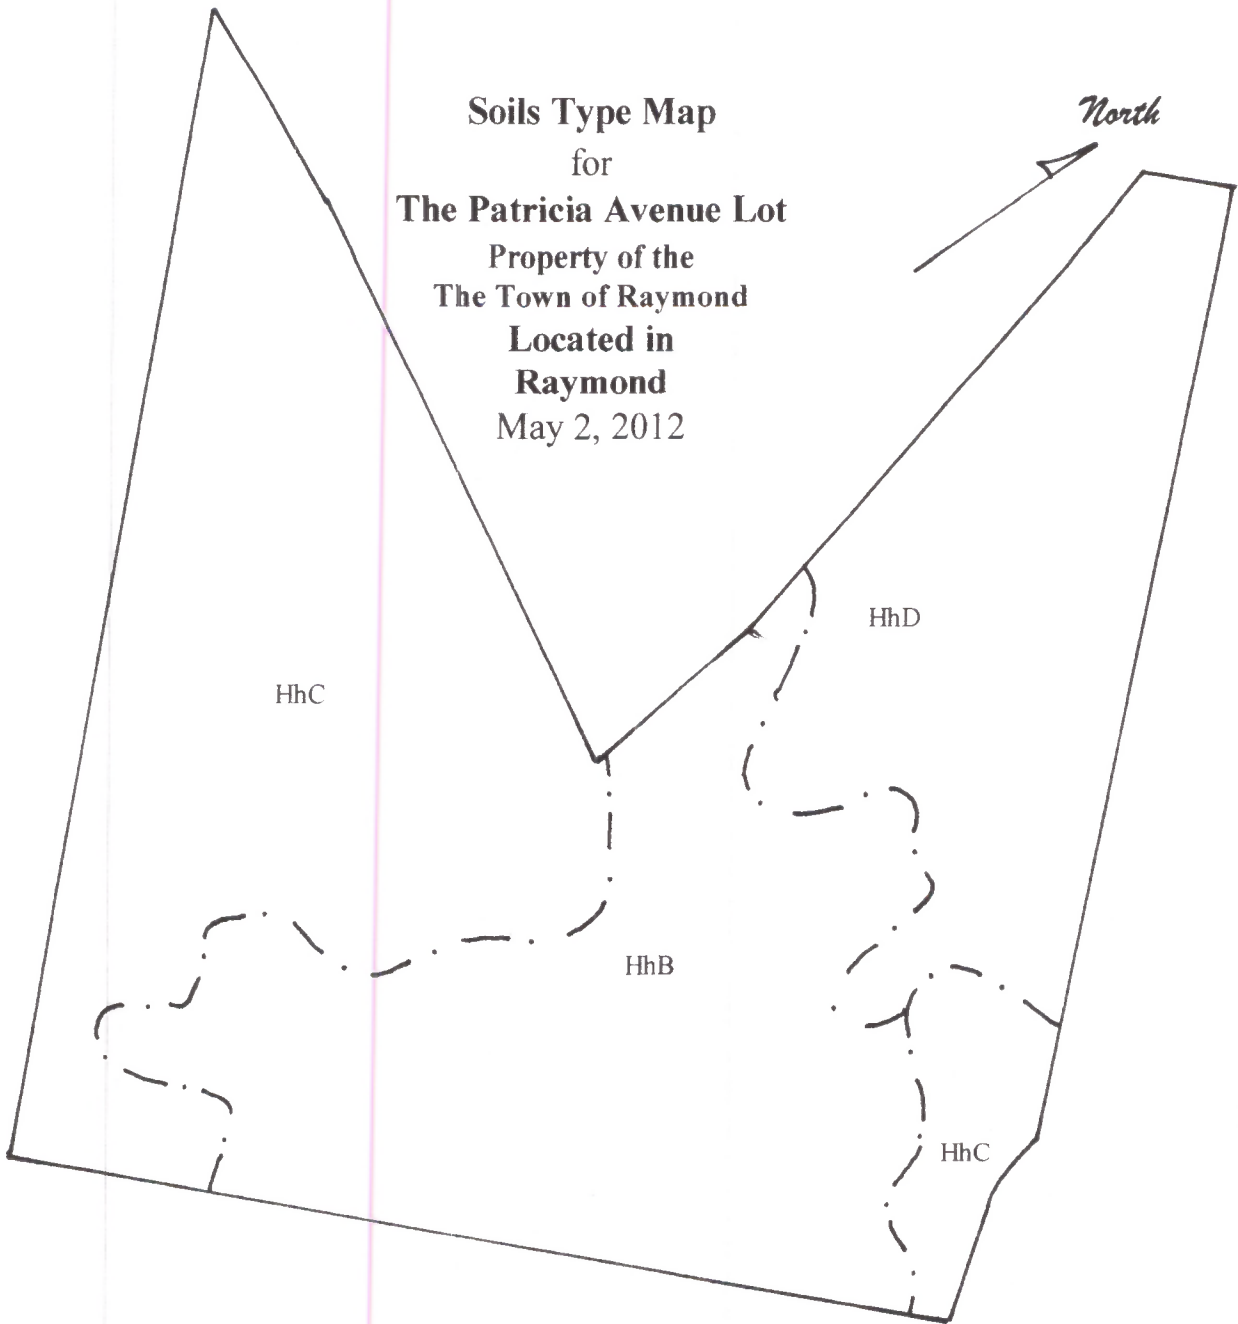 Soils Type Map
for
The Patricia Avenue Lot
Property of the
The Town of Raymond
Located in
Raymond
May 2, 2012
North
HhD
HhC
HhB
HhC